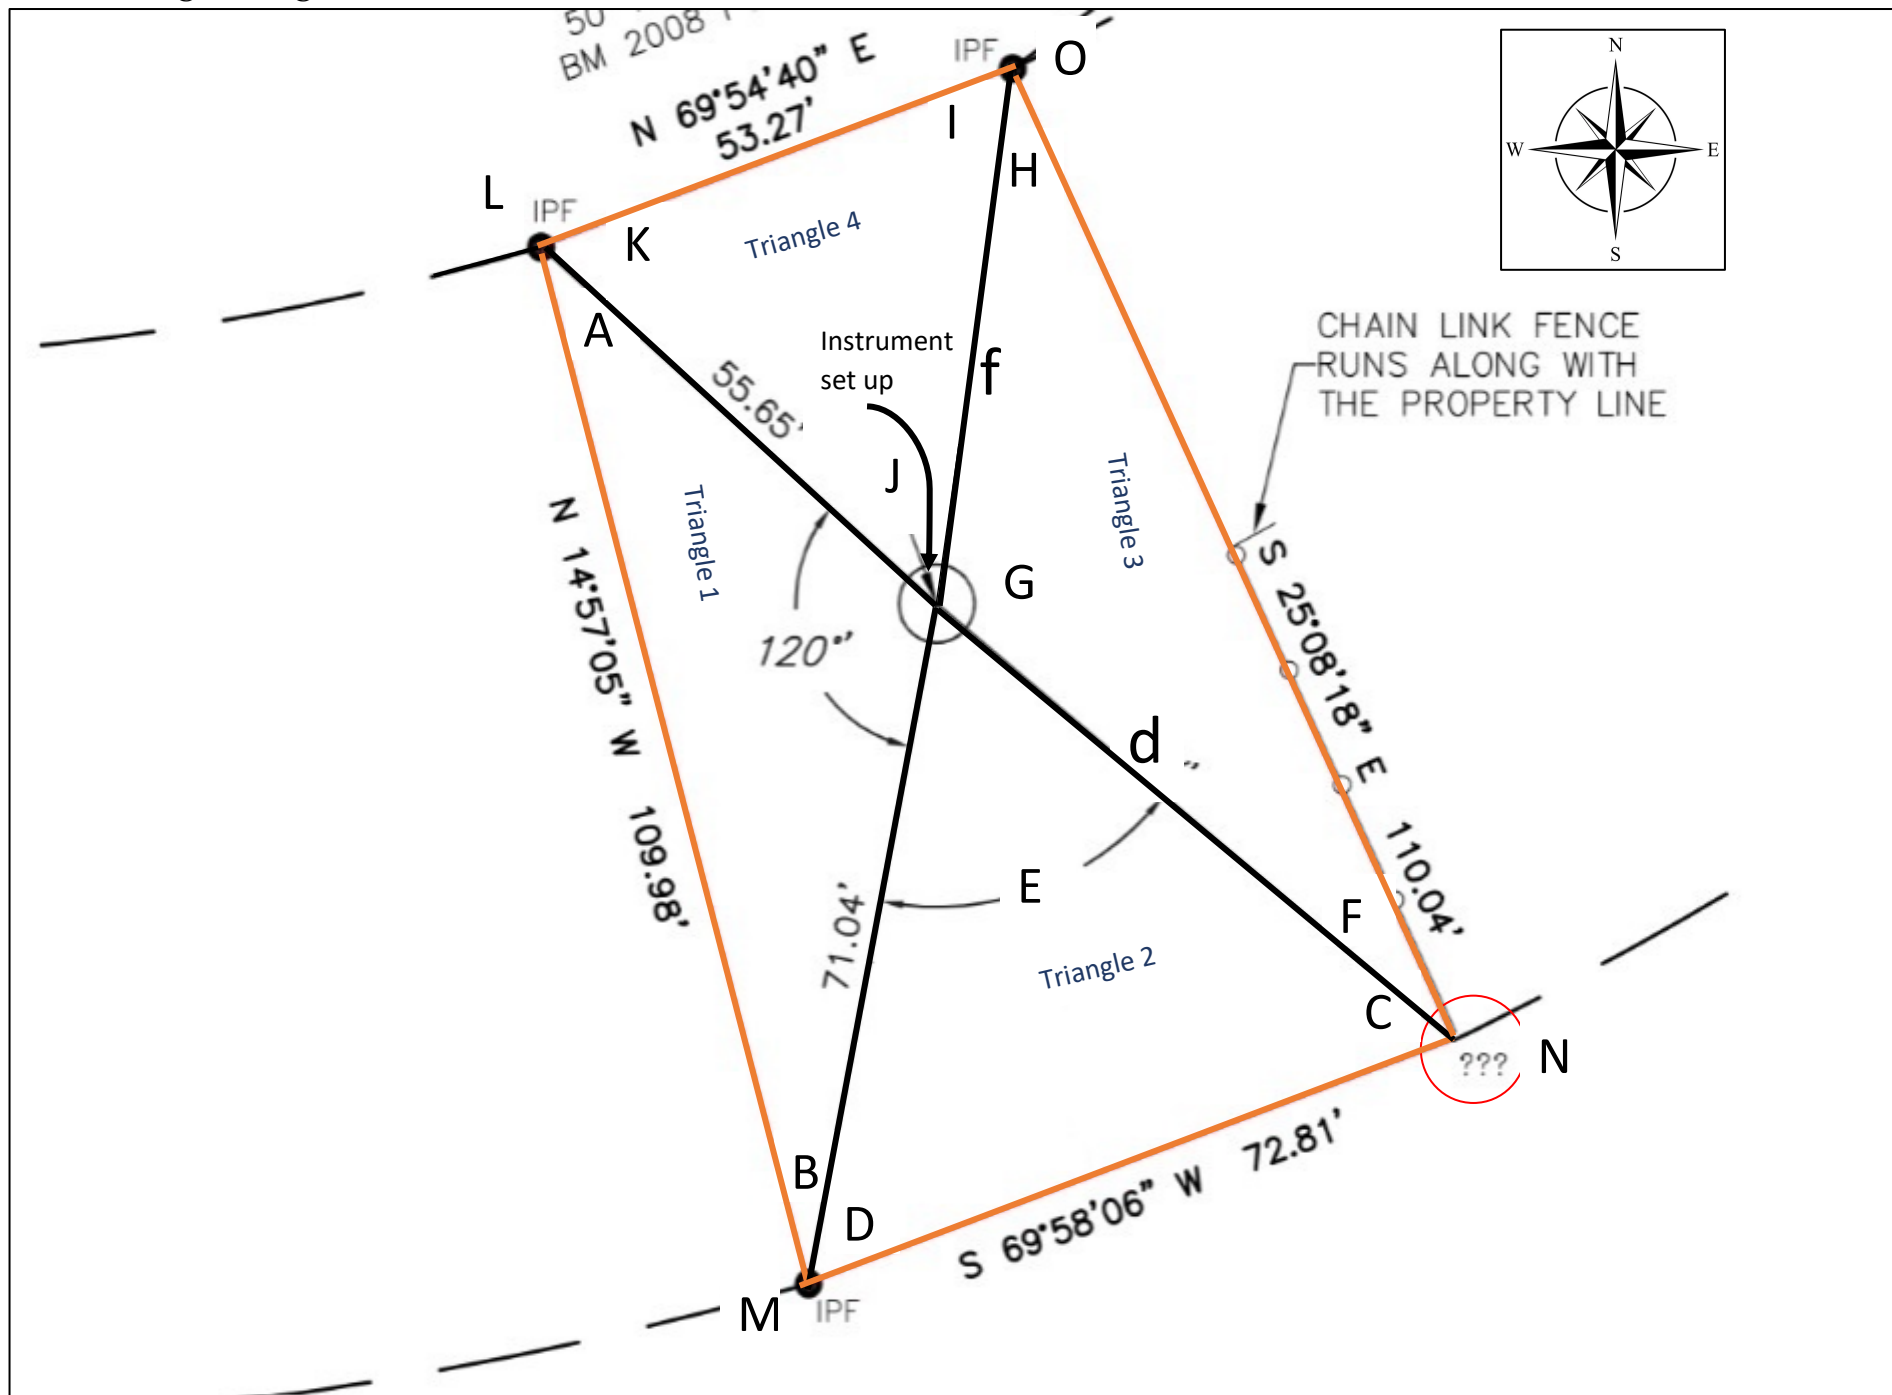 50
BM 2008
IPF
O
N 69°54'40" E
53.27'
I
H
L
IPF
K
Triangle 4
A
N
W
E
S
CHAIN LINK FENCE
RUNS ALONG WITH
THE PROPERTY LINE
Instrument
set up
f
55.65'
J
G
Triangle 1
Triangle 3
120°'
N 14°57'05" W 109.98'
S 25°08'18" E 110.04'
d "
E
71.04'
Triangle 2
F
C
N
???
B
D
S 69°58'06" W 72.81'
M
IPF